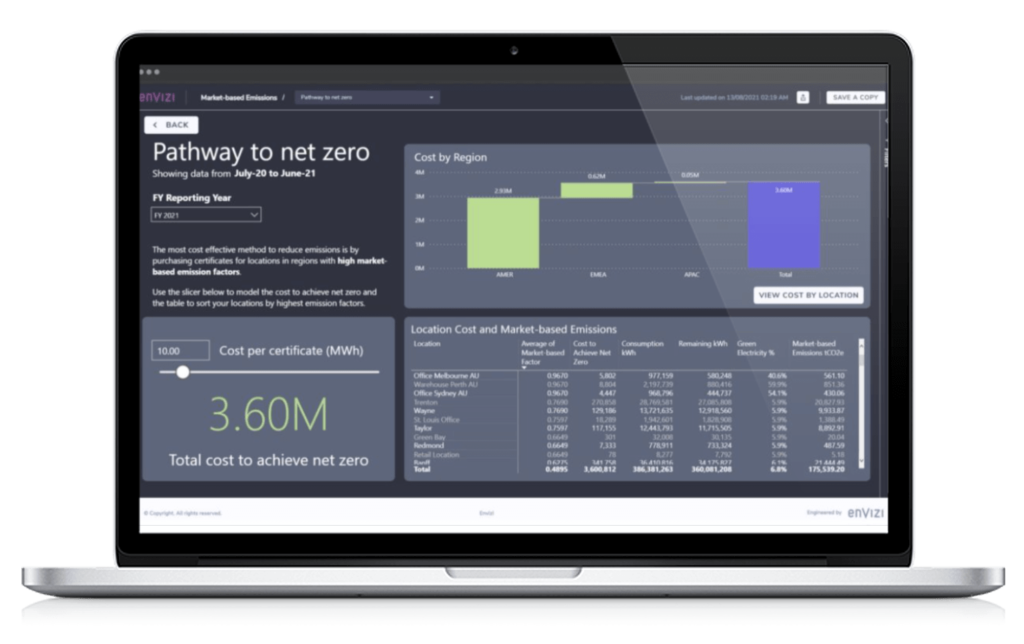 envizi
Market-based Emissions / Pathway to net zero
Last updated on 13/08/2021 02:19 AM
SAVE A COPY
BACK
Pathway to net zero
Showing data from July-20 to June-21
FY Reporting Year
FY 2021
The most cost effective method to reduce emissions is by
purchasing certificates for locations in regions with high market-
based emission factors.
Use the slicer below to model the cost to achieve net zero and
the table to sort your locations by highest emission factors.
10.00 Cost per certificate (MWh)
3.60M
Total cost to achieve net zero
Cost by Region
4M
3M
2M
1M
0M
2.93M
0.62M
0.05M
3.60M
AMER EMEA APAC Total
VIEW COST BY LOCATION
Filters
Location Cost and Market-based Emissions
Location Average of Cost to Consumption Remaining kWh Green Market-based
Market-based Achieve Net kWh Electricity % Emissions tCO2e
Factor Zero
Office Melbourne AU 0.9670 5,802 977,159 580,248 40.6% 561.10
Warehouse Perth AU 0.9670 8,804 2,197,739 880,416 59.9% 851.36
Office Sydney AU 0.9670 4,447 968,796 444,737 54.1% 430.06
Trenton 0.7690 270,858 28,769,581 27,085,808 5.9% 20,827.93
Wayne 0.7690 129,186 13,721,635 12,918,560 5.9% 9,933.87
St. Louis Office 0.7597 18,289 1,942,601 1,828,908 5.9% 1,388.49
Taylor 0.7597 117,155 12,443,793 11,715,505 5.9% 8,892.91
Green Bay 0.6649 301 32,008 30,135 5.9% 20.04
Redmond 0.6649 7,333 778,911 733,324 5.9% 487.59
Retail Location 0.6649 78 8,277 7,792 5.9% 5.18
Total 0.4895 3,600,812 386,381,263 360,081,208 6.8% 175,539.20
© Copyright. All rights reserved.
Envizi
Engineered by envizi